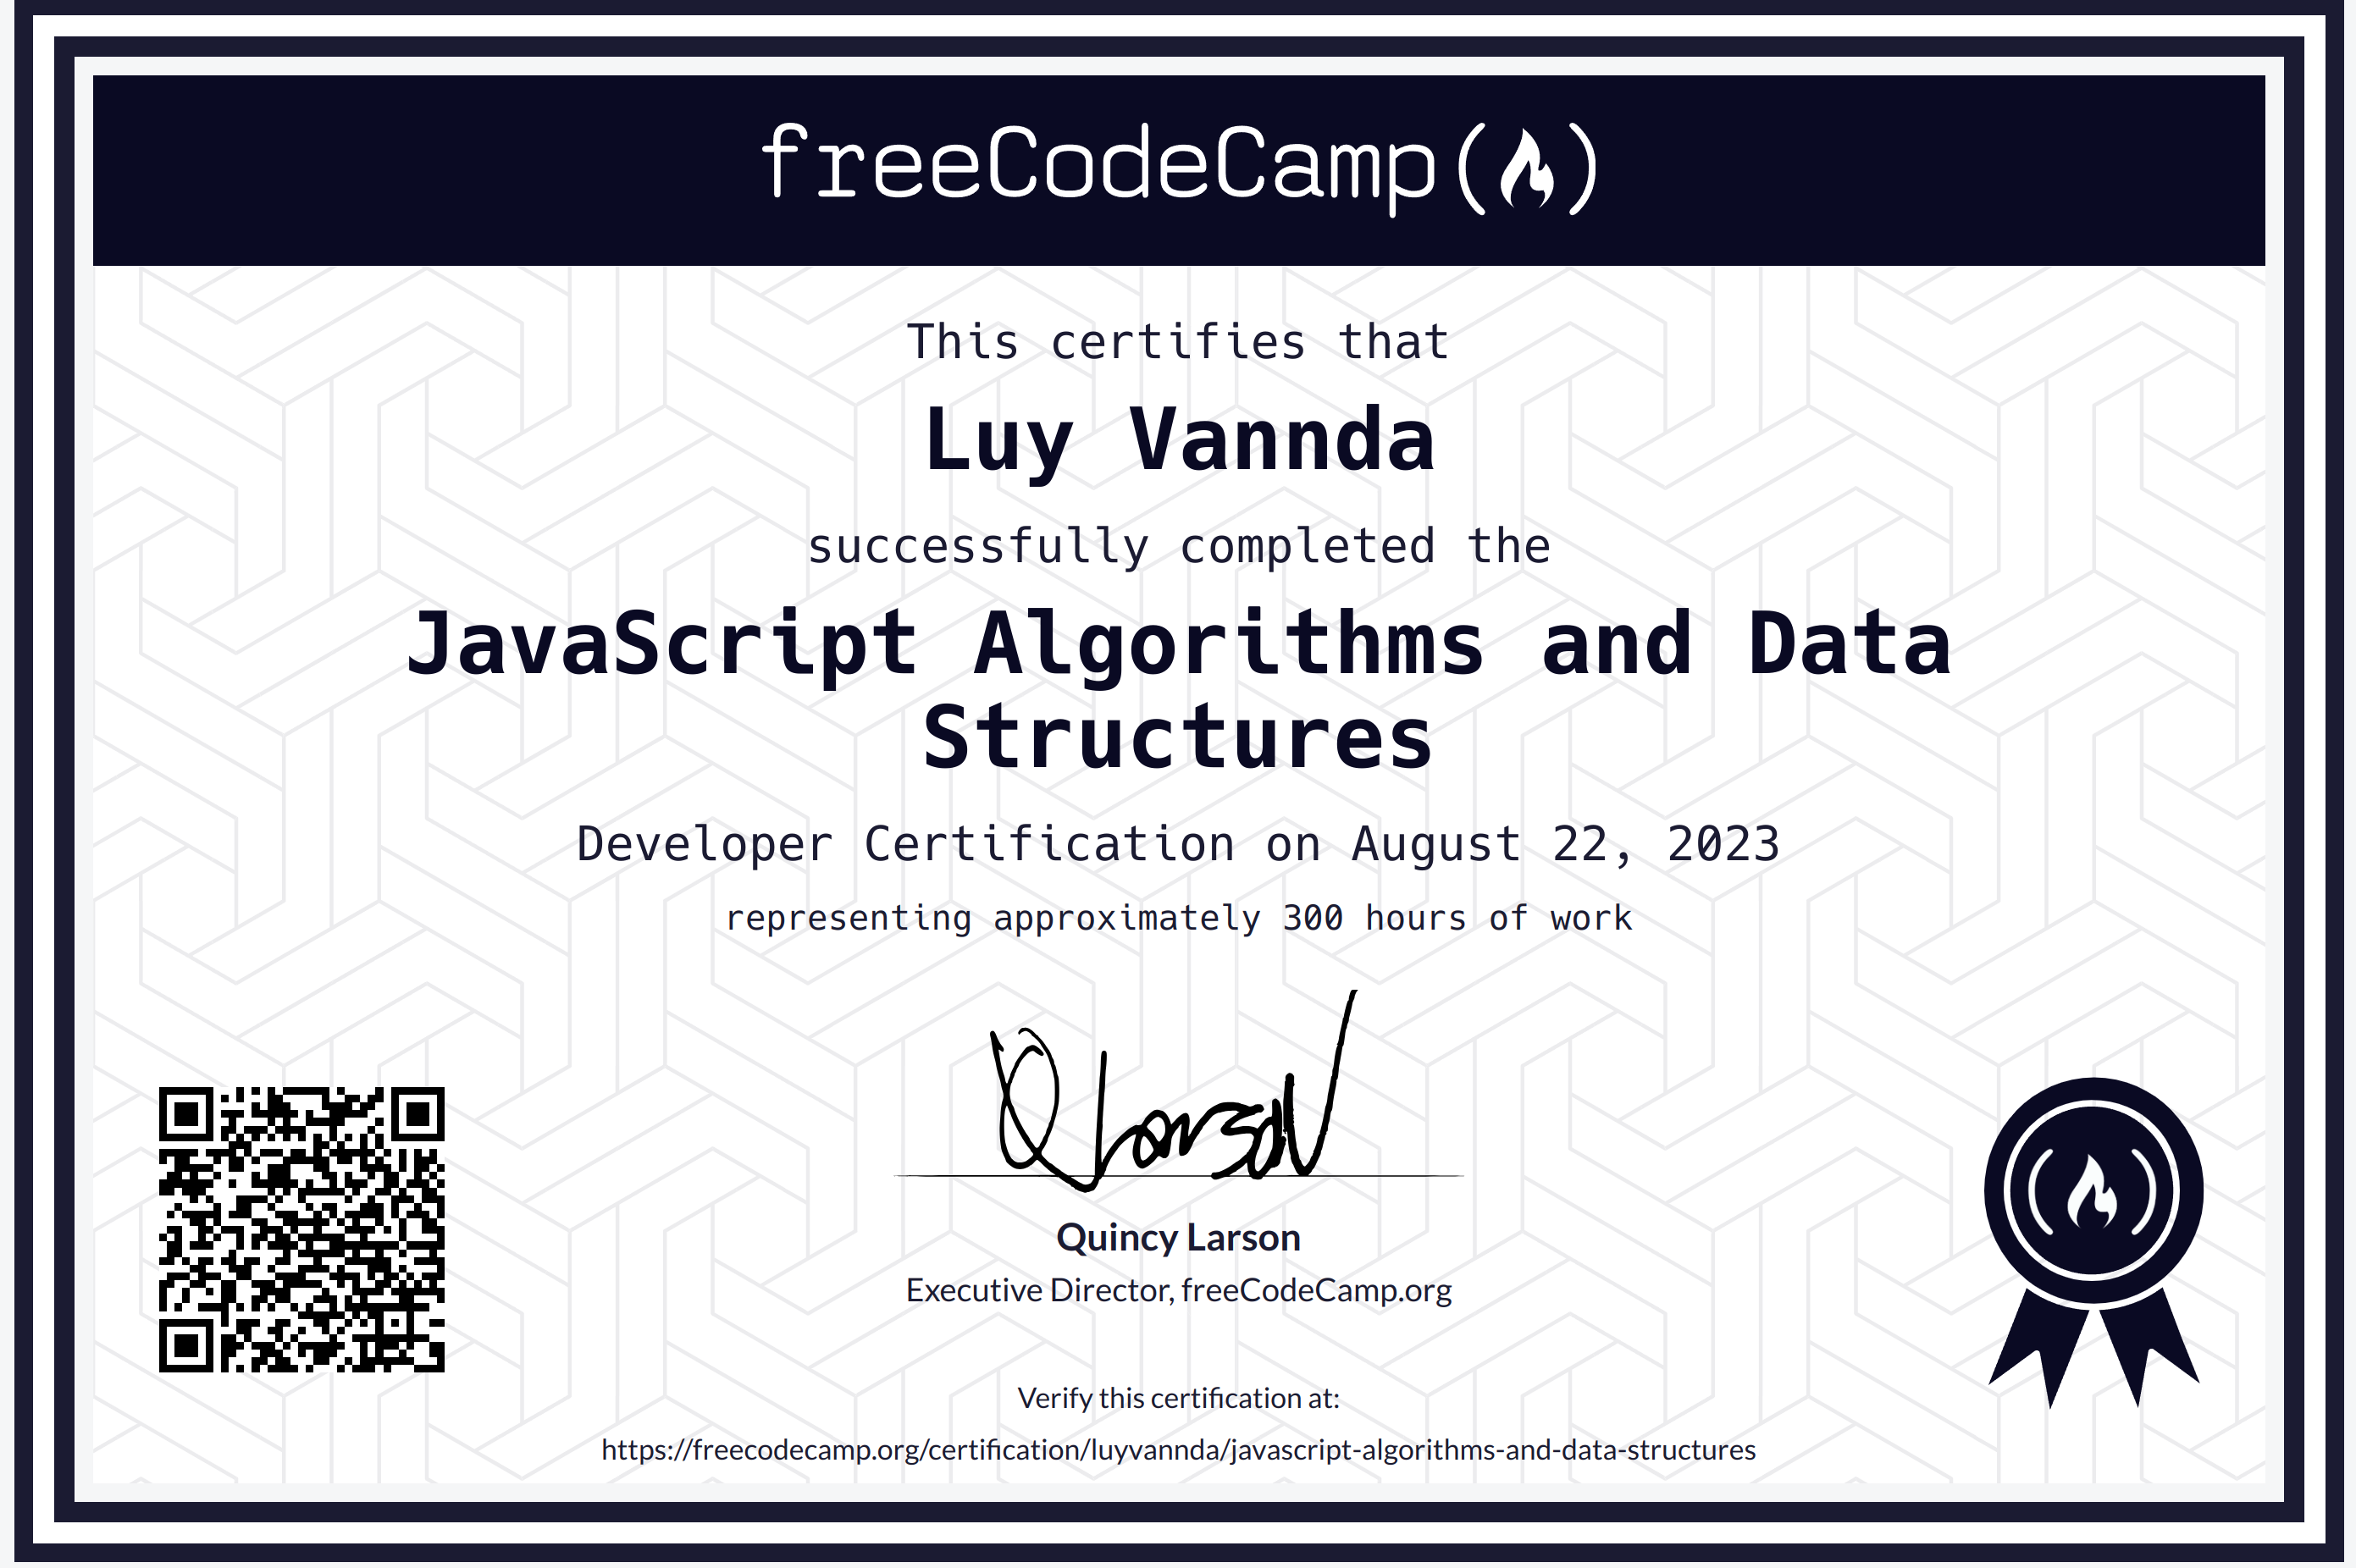 freeCodeCamp
This certifies that
Luy Vannda
successfully completed the
JavaScript Algorithms and Data
Structures
Developer Certification on August 22, 2023
representing approximately 300 hours of work
QLarson
Quincy Larson
Executive Director, freeCodeCamp.org
Verify this certification at:
https://freecodecamp.org/certification/luyvannda/javascript-algorithms-and-data-structures